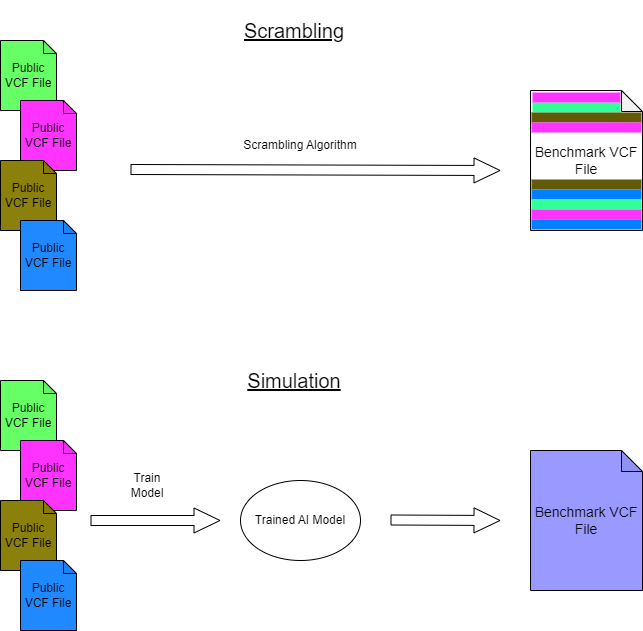 Scrambling
Public
VCF File
Public
VCF File
Public
VCF File
Public
VCF File
Scrambling Algorithm
Benchmark VCF
File
Simulation
Public
VCF File
Public
VCF File
Public
VCF File
Public
VCF File
Train
Model
Trained AI Model
Benchmark VCF
File